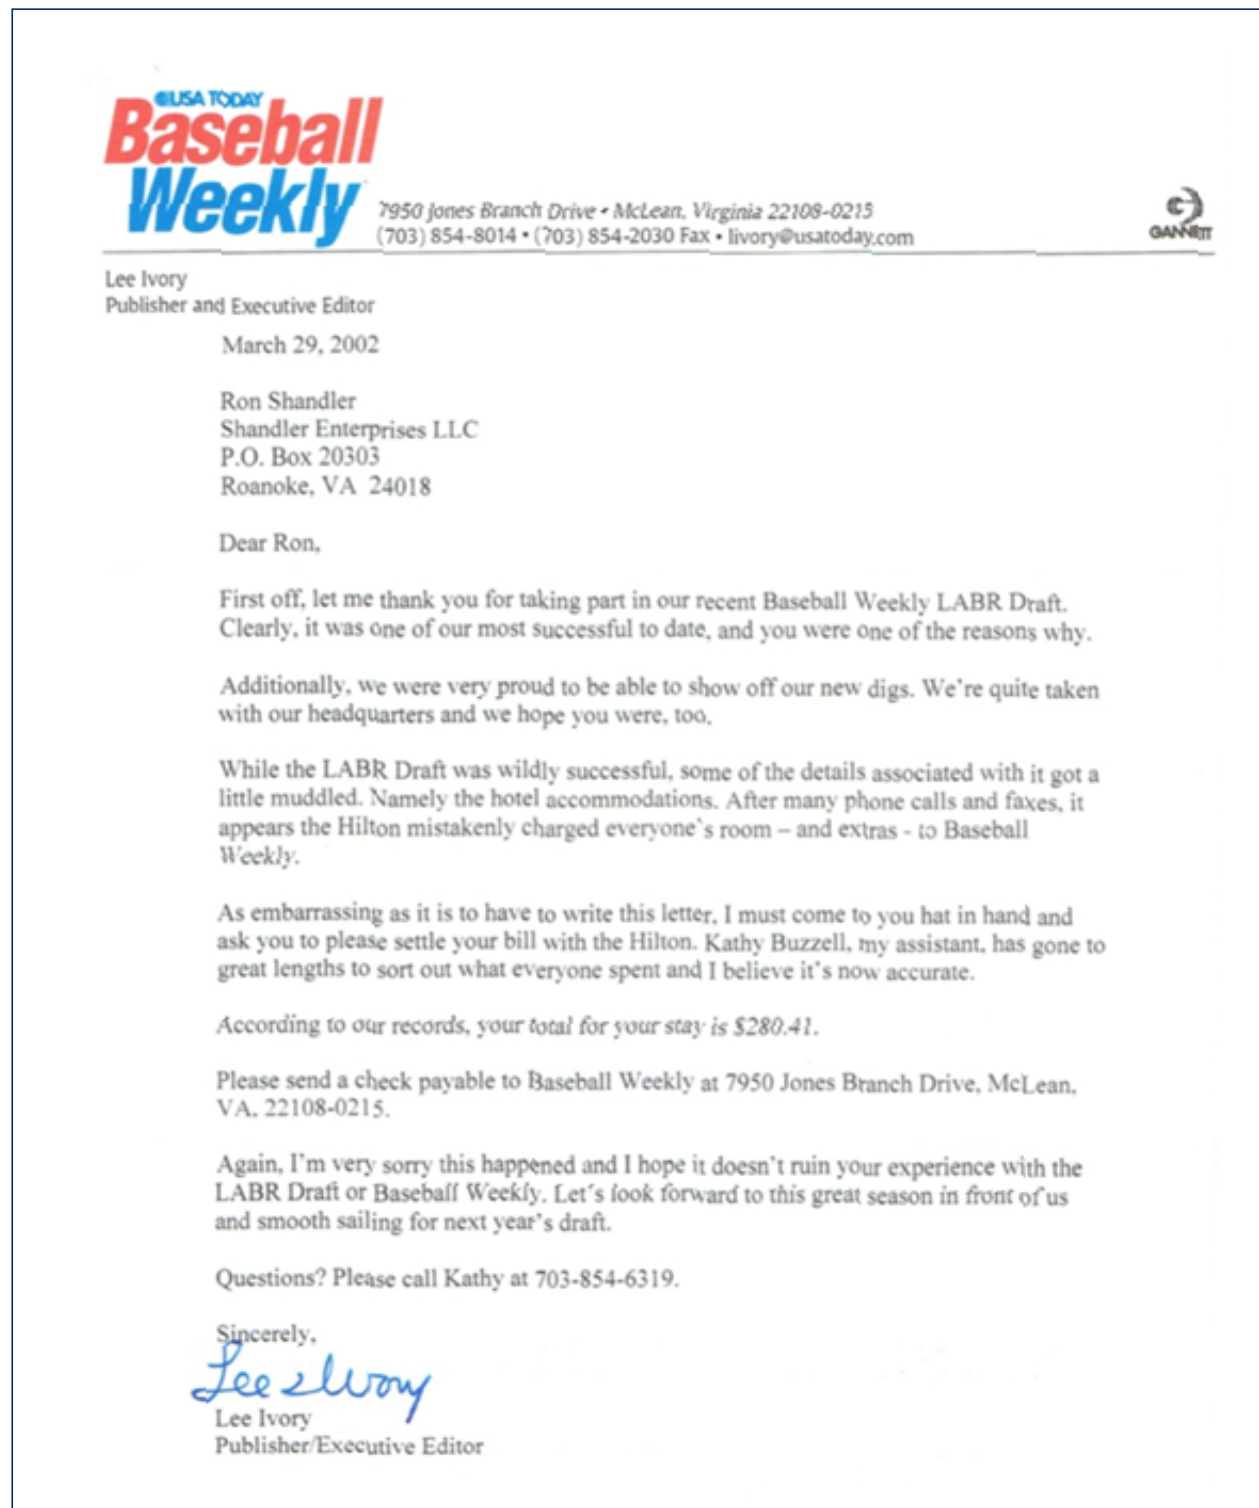 USA TODAY
Baseball
Weekly
7950 Jones Branch Drive • McLean, Virginia 22108-0215
(703) 854-8014 • (703) 854-2030 Fax • livory@usatoday.com
GANNETT
Lee Ivory
Publisher and Executive Editor
March 29, 2002
Ron Shandler
Shandler Enterprises LLC
P.O. Box 20303
Roanoke, VA 24018
Dear Ron,
First off, let me thank you for taking part in our recent Baseball Weekly LABR Draft.
Clearly, it was one of our most successful to date, and you were one of the reasons why.
Additionally, we were very proud to be able to show off our new digs. We're quite taken
with our headquarters and we hope you were, too.
While the LABR Draft was wildly successful, some of the details associated with it got a
little muddled. Namely the hotel accommodations. After many phone calls and faxes, it
appears the Hilton mistakenly charged everyone's room – and extras - to Baseball
Weekly.
As embarrassing as it is to have to write this letter, I must come to you hat in hand and
ask you to please settle your bill with the Hilton. Kathy Buzzell, my assistant, has gone to
great lengths to sort out what everyone spent and I believe it's now accurate.
According to our records, your total for your stay is $280.41.
Please send a check payable to Baseball Weekly at 7950 Jones Branch Drive, McLean,
VA, 22108-0215.
Again, I'm very sorry this happened and I hope it doesn't ruin your experience with the
LABR Draft or Baseball Weekly. Let's look forward to this great season in front of us
and smooth sailing for next year's draft.
Questions? Please call Kathy at 703-854-6319.
Sincerely,
Lee Ivory
Lee Ivory
Publisher/Executive Editor